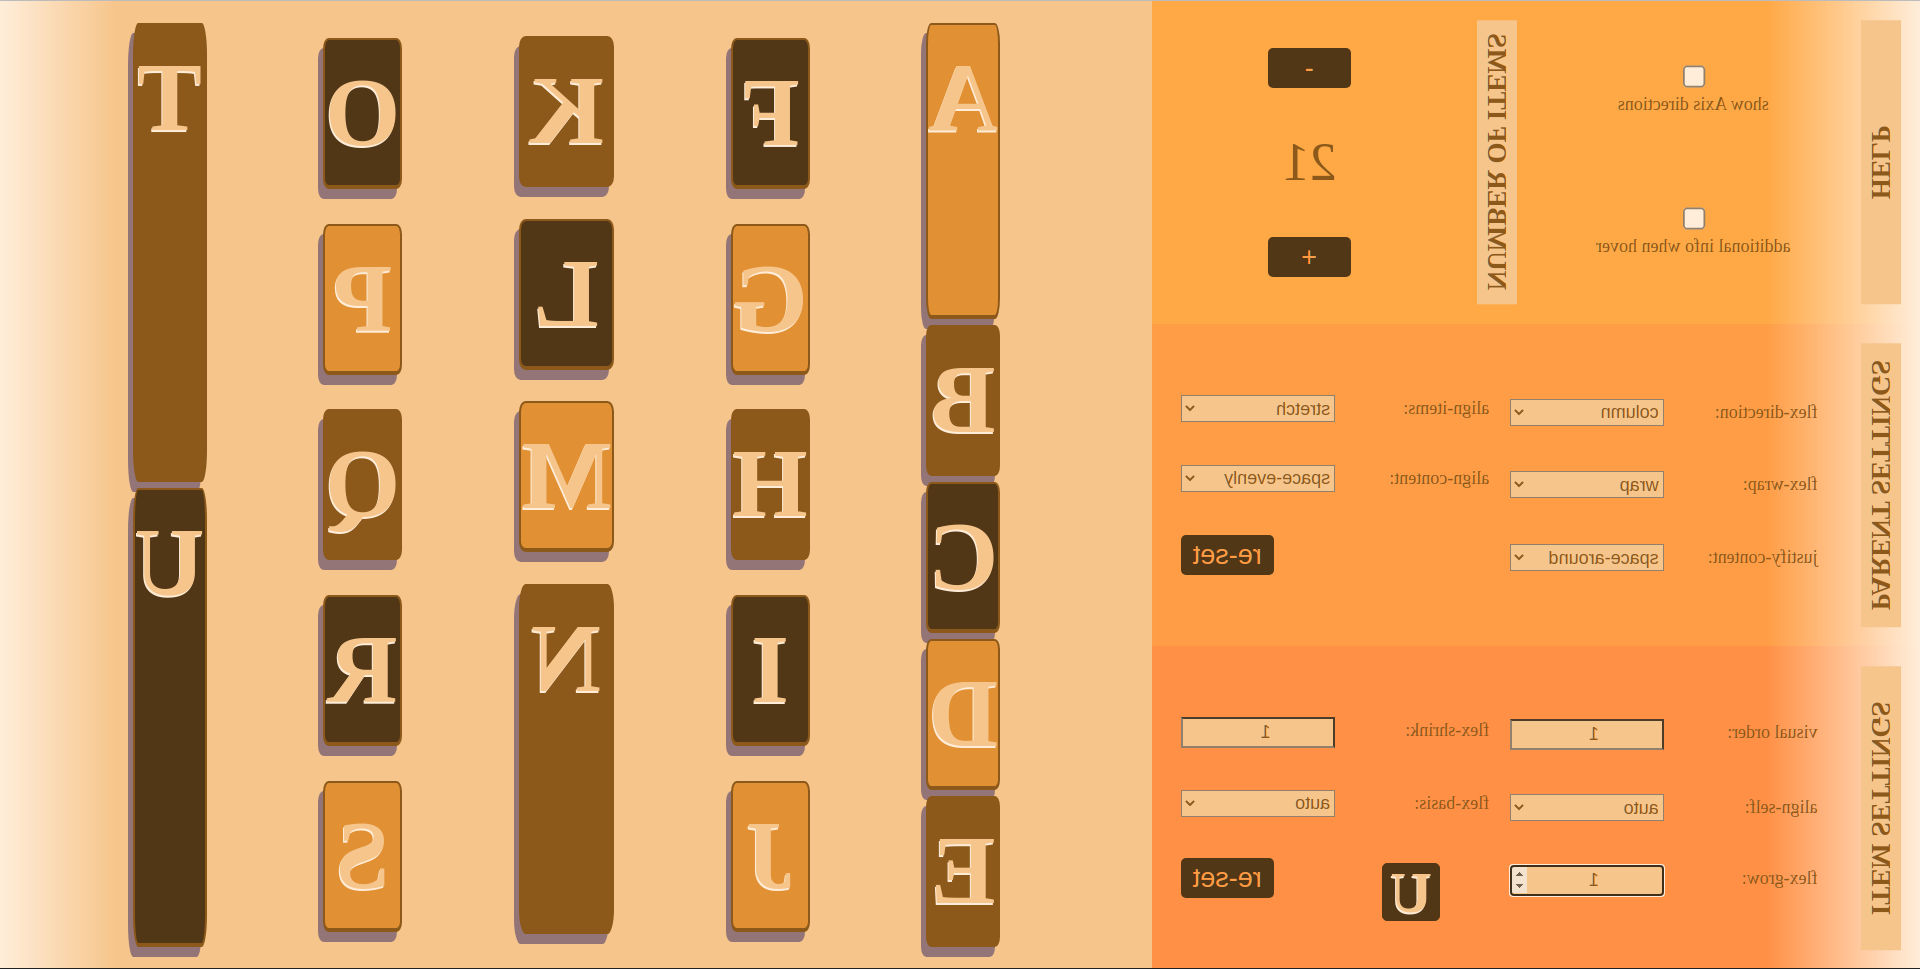 HELP
show Axis directions
additional info when hover
NUMBER OF ITEMS
-
21
+
PARENT SETTINGS
flex-direction:
column
align-items:
stretch
flex-wrap:
wrap
align-content:
space-evenly
justify-content:
space-around
re-set
ITEM SETTINGS
visual order:
1
flex-shrink:
1
align-self:
auto
flex-basis:
auto
flex-grow:
1
U
re-set
A
B
C
D
E
F
G
H
I
J
K
L
M
N
O
P
Q
R
S
T
U